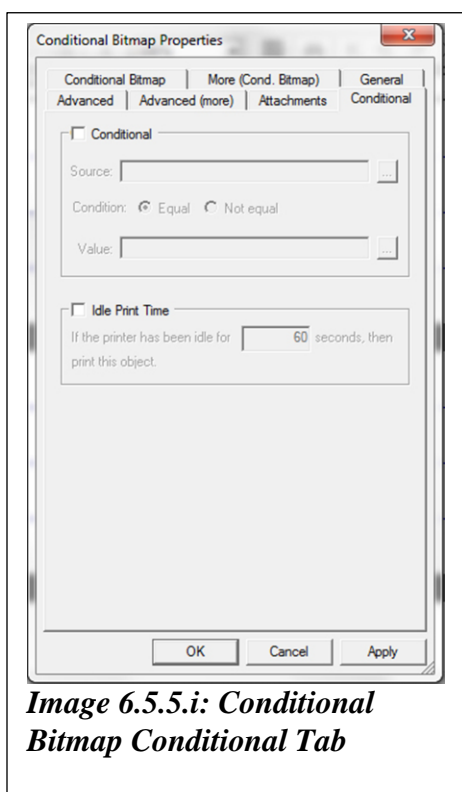 Conditional Bitmap Properties
Conditional Bitmap More (Cond. Bitmap) General
Advanced Advanced (more) Attachments Conditional
Conditional
Source: ...
Condition: Equal Not equal
Value: ...
Idle Print Time
If the printer has been idle for 60 seconds, then
print this object.
OK Cancel Apply
Image 6.5.5.i: Conditional
Bitmap Conditional Tab